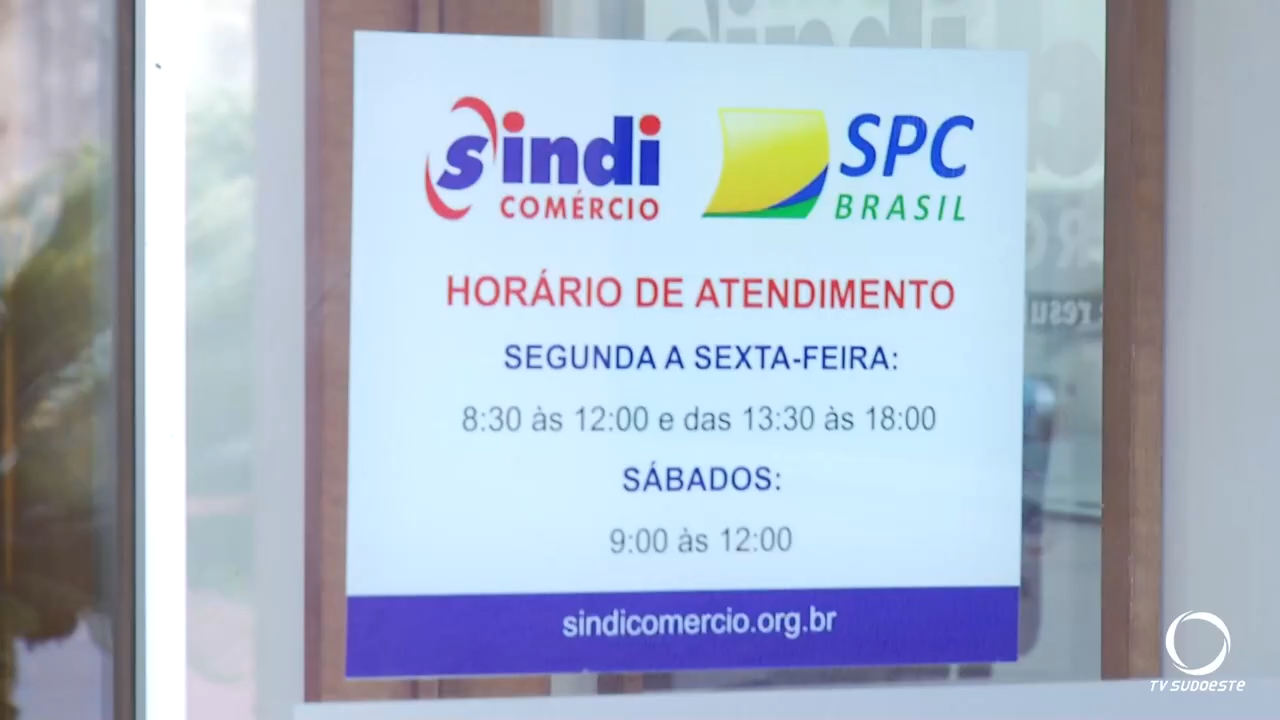 sindi
COMÉRCIO
SPC
BRASIL
HORÁRIO DE ATENDIMENTO
SEGUNDA A SEXTA-FEIRA:
8:30 às 12:00 e das 13:30 às 18:00
SÁBADOS:
9:00 às 12:00
sindicomercio.org.br
TV SUDOESTE